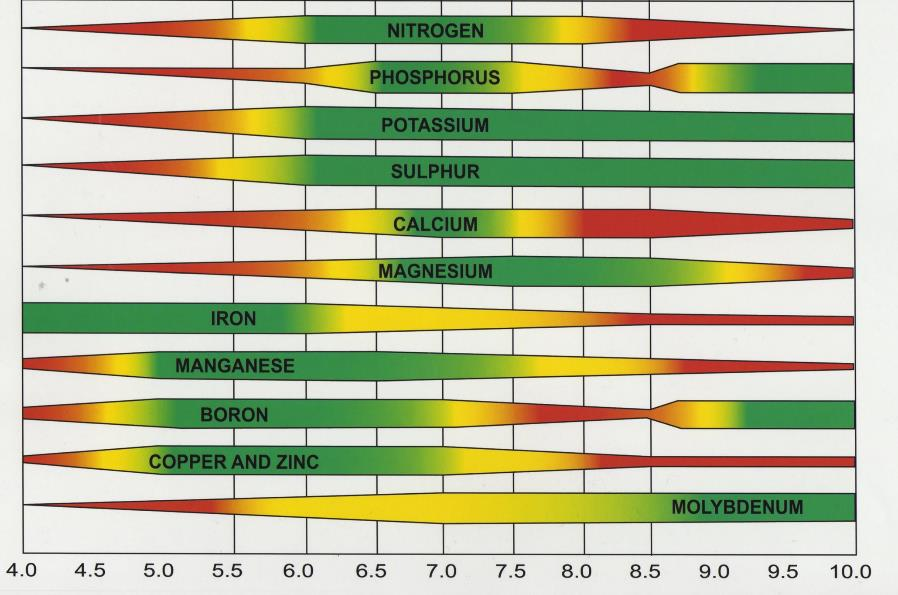 NITROGEN
PHOSPHORUS
POTASSIUM
SULPHUR
CALCIUM
MAGNESIUM
IRON
MANGANESE
BORON
COPPER AND ZINC
MOLYBDENUM
4.0 4.5 5.0 5.5 6.0 6.5 7.0 7.5 8.0 8.5 9.0 9.5 10.0